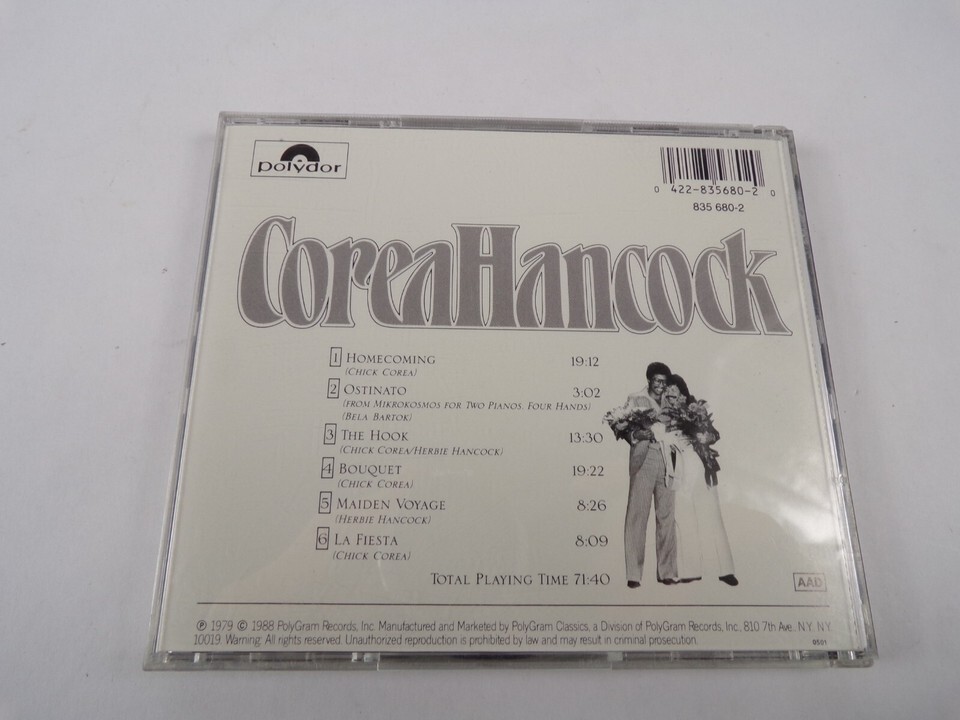 polydor
0 422-835680-2 0
835 680-2
CoreaHancock
1 Homecoming 19:12
(Chick Corea)
2 Ostinato 3:02
(from Mikrokosmos for Two Pianos, Four Hands)
(Bela Bartok)
3 The Hook 13:30
(Chick Corea/Herbie Hancock)
4 Bouquet 19:22
(Chick Corea)
5 Maiden Voyage 8:26
(Herbie Hancock)
6 La Fiesta 8:09
(Chick Corea)
Total Playing Time 71:40
AAD
℗ 1979 © 1988 PolyGram Records, Inc. Manufactured and Marketed by PolyGram Classics, a Division of PolyGram Records, Inc., 810 7th Ave., N.Y. N.Y.
10019. Warning: All rights reserved. Unauthorized reproduction is prohibited by law and may result in criminal prosecution.